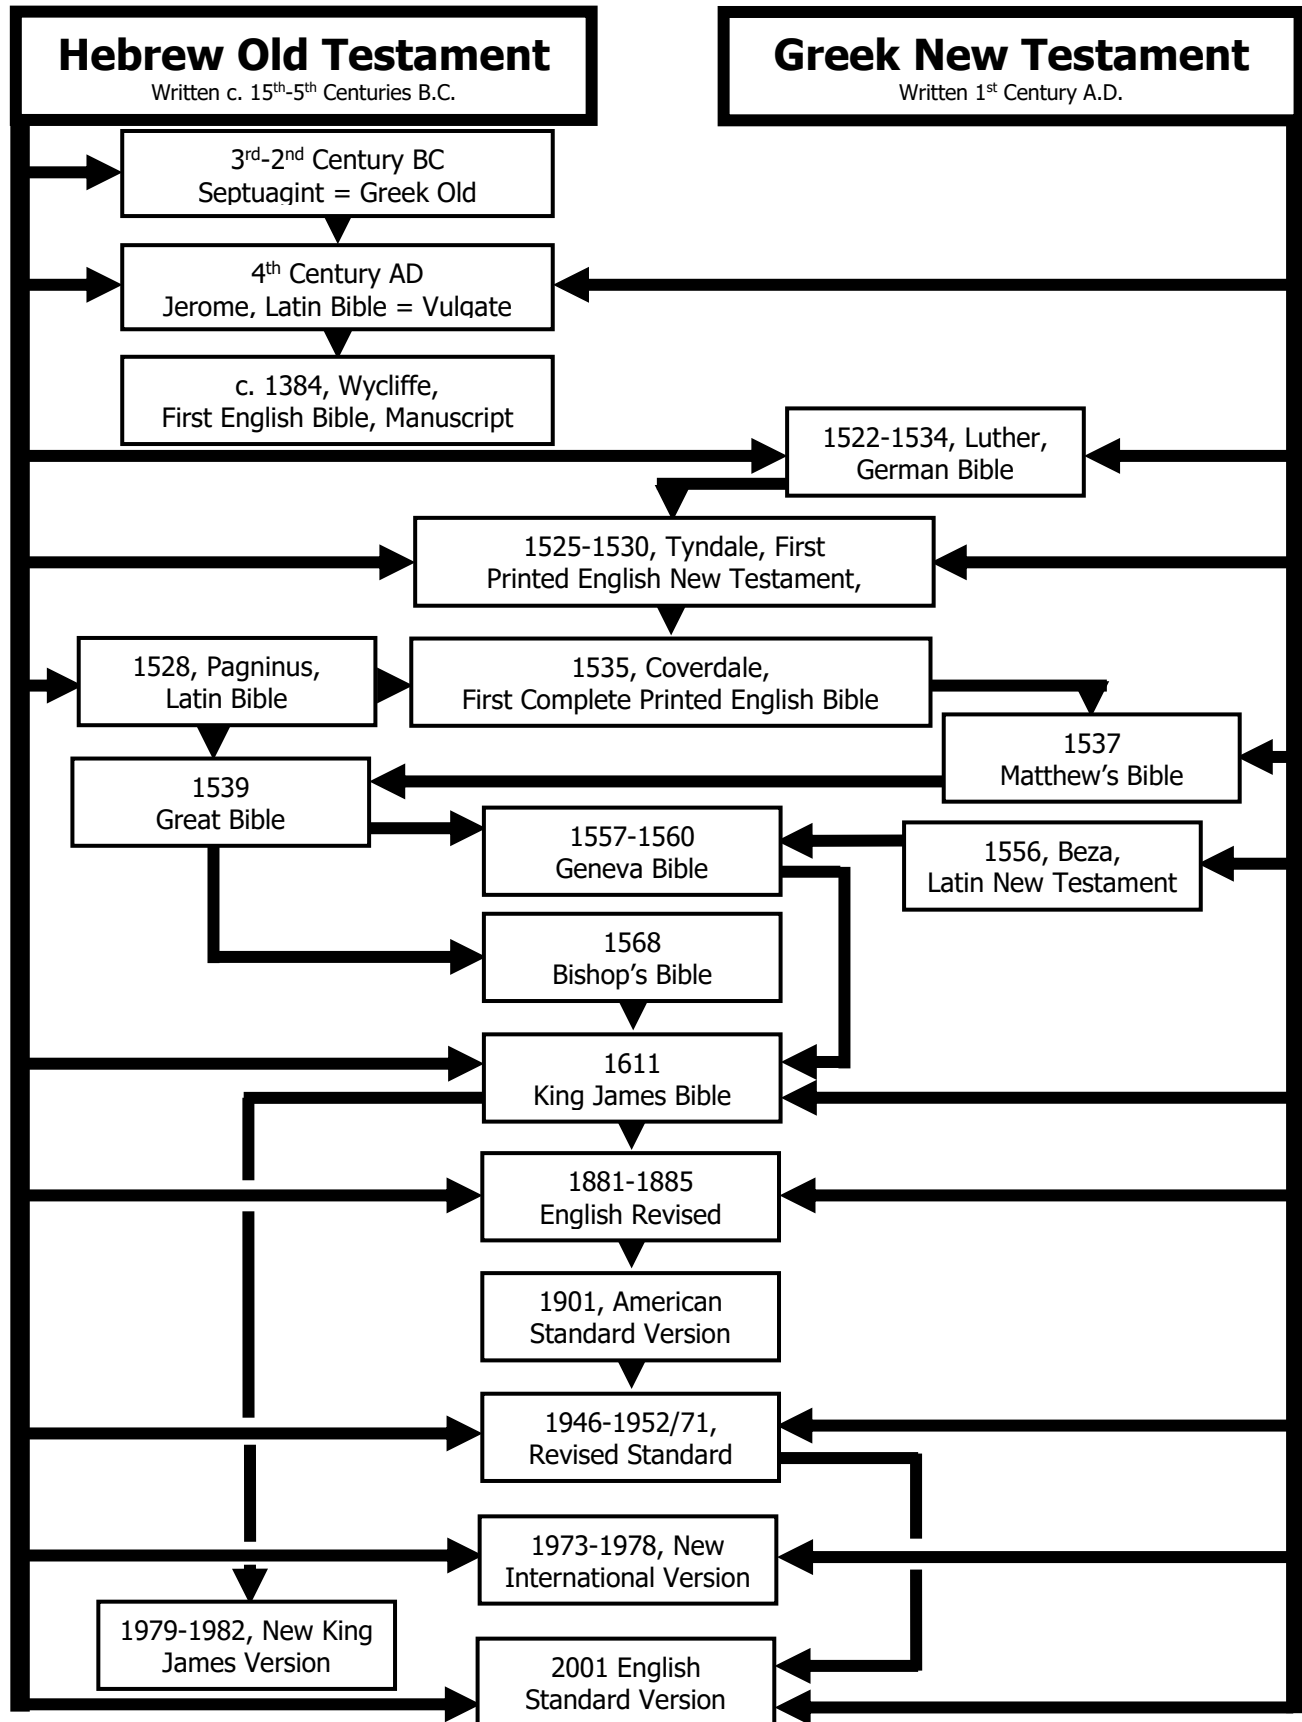 Hebrew Old Testament
Written c. 15th-5th Centuries B.C.
Greek New Testament
Written 1st Century A.D.
3rd-2nd Century BC
Septuagint = Greek Old
4th Century AD
Jerome, Latin Bible = Vulgate
c. 1384, Wycliffe,
First English Bible, Manuscript
1522-1534, Luther,
German Bible
1525-1530, Tyndale, First
Printed English New Testament,
1528, Pagninus,
Latin Bible
1535, Coverdale,
First Complete Printed English Bible
1537
Matthew’s Bible
1539
Great Bible
1557-1560
Geneva Bible
1556, Beza,
Latin New Testament
1568
Bishop’s Bible
1611
King James Bible
1881-1885
English Revised
1901, American
Standard Version
1946-1952/71,
Revised Standard
1973-1978, New
International Version
1979-1982, New King
James Version
2001 English
Standard Version